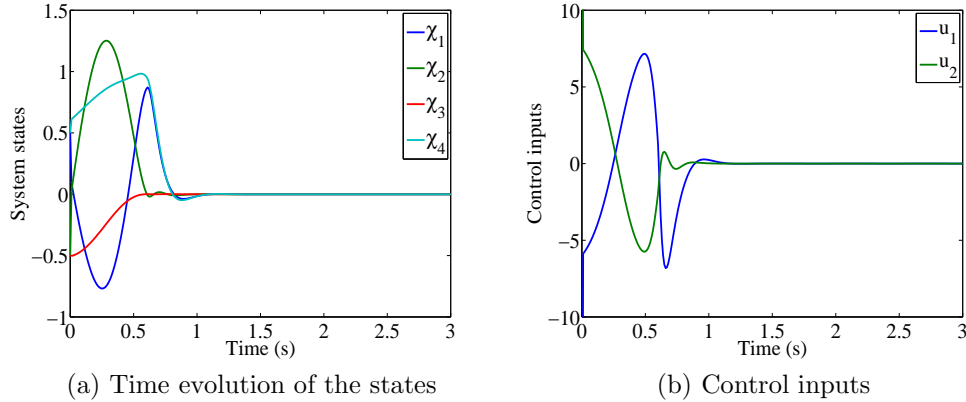 1.5
1
0.5
0
−0.5
−1
0
0.5
1
1.5
2
2.5
3
System states
Time (s)
χ1
χ2
χ3
χ4
(a) Time evolution of the states
10
5
0
−5
−10
0
0.5
1
1.5
2
2.5
3
Control inputs
Time (s)
u1
u2
(b) Control inputs